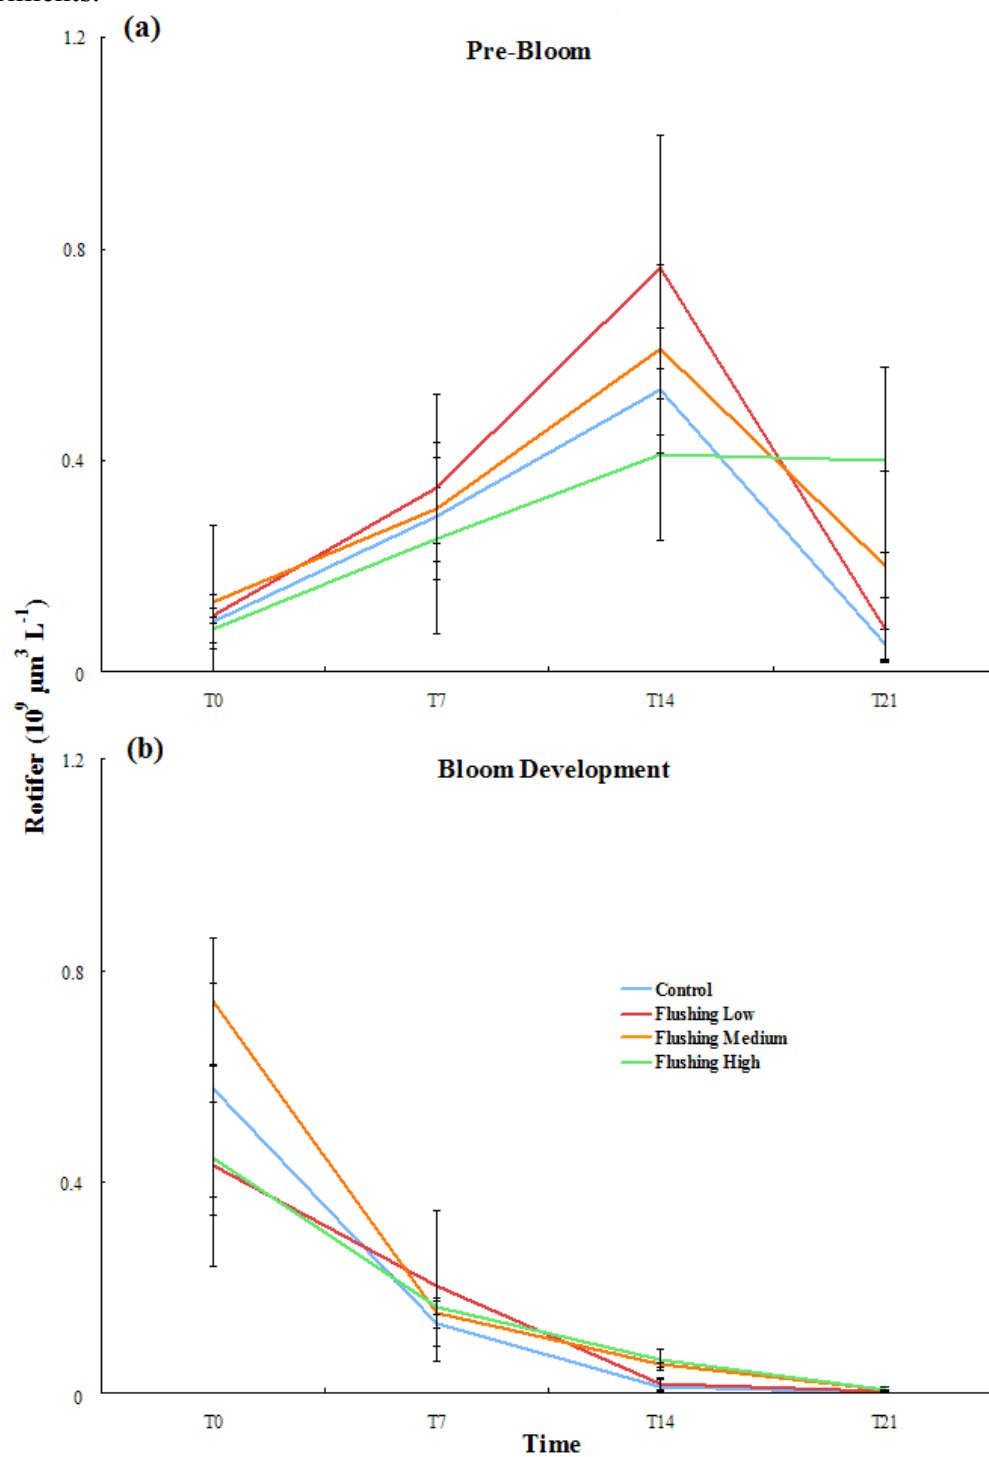 (a)
Pre-Bloom
1.2
0.8
0.4
0
T0 T7 T14 T21
Rotifer (10⁹ µm³ L⁻¹)
(b)
Bloom Development
1.2
0.8
0.4
0
Control
Flushing Low
Flushing Medium
Flushing High
T0 T7 T14 T21
Time